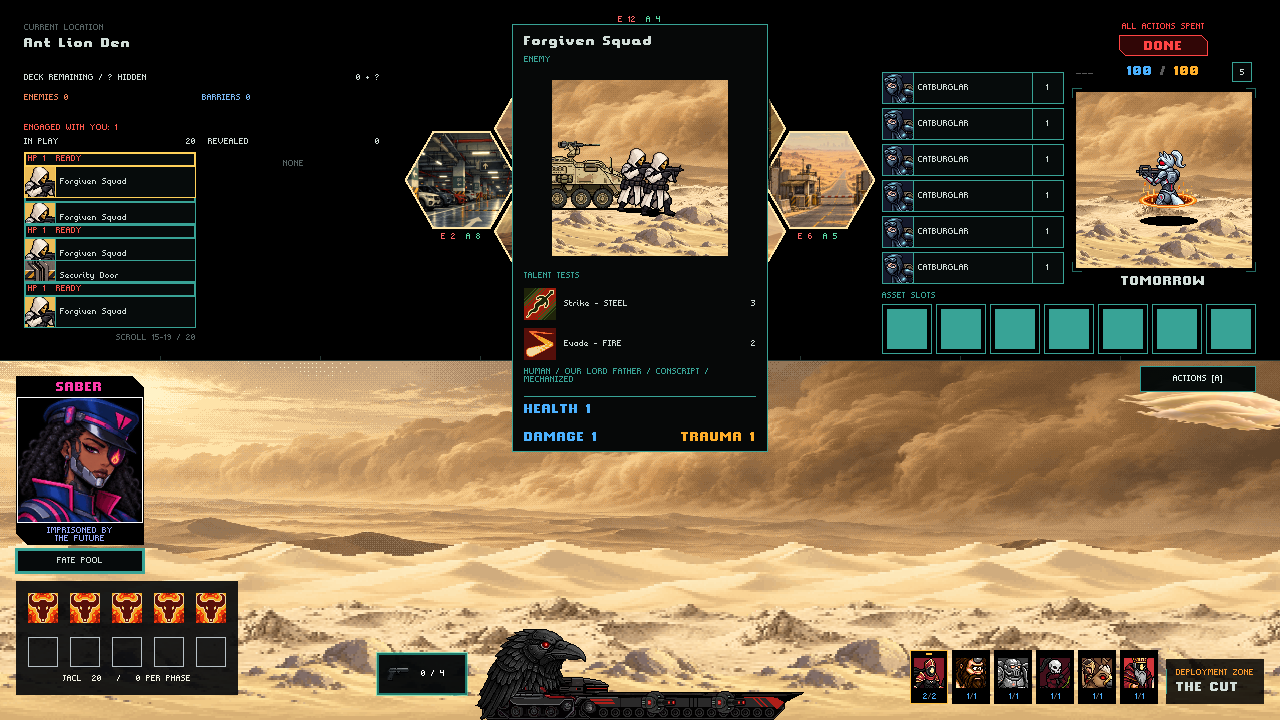 CURRENT LOCATION
Ant Lion Den
DECK REMAINING / ? HIDDEN
0 + ?
ENEMIES 0
BARRIERS 0
ENGAGED WITH YOU: 1
IN PLAY
20
REVEALED
0
NONE
HP 1 READY
Forgiven Squad
Forgiven Squad
HP 1 READY
Forgiven Squad
Security Door
HP 1 READY
Forgiven Squad
SCROLL 15-19 / 20
E 2 A 8
E 12 A 4
Forgiven Squad
ENEMY
TALENT TESTS
Strike - STEEL
3
Evade - FIRE
2
HUMAN / OUR LORD FATHER / CONSCRIPT /
MECHANIZED
HEALTH 1
DAMAGE 1
TRAUMA 1
E 6 A 5
CATBURGLAR
1
CATBURGLAR
1
CATBURGLAR
1
CATBURGLAR
1
CATBURGLAR
1
CATBURGLAR
1
ASSET SLOTS
ALL ACTIONS SPENT
DONE
---
100 / 100
5
TOMORROW
ACTIONS [A]
SABER
IMPRISONED BY
THE FUTURE
FATE POOL
JACL 20 / 0 PER PHASE
0 / 4
2/2
1/1
1/1
1/1
1/1
1/1
DEPLOYMENT ZONE
THE CUT